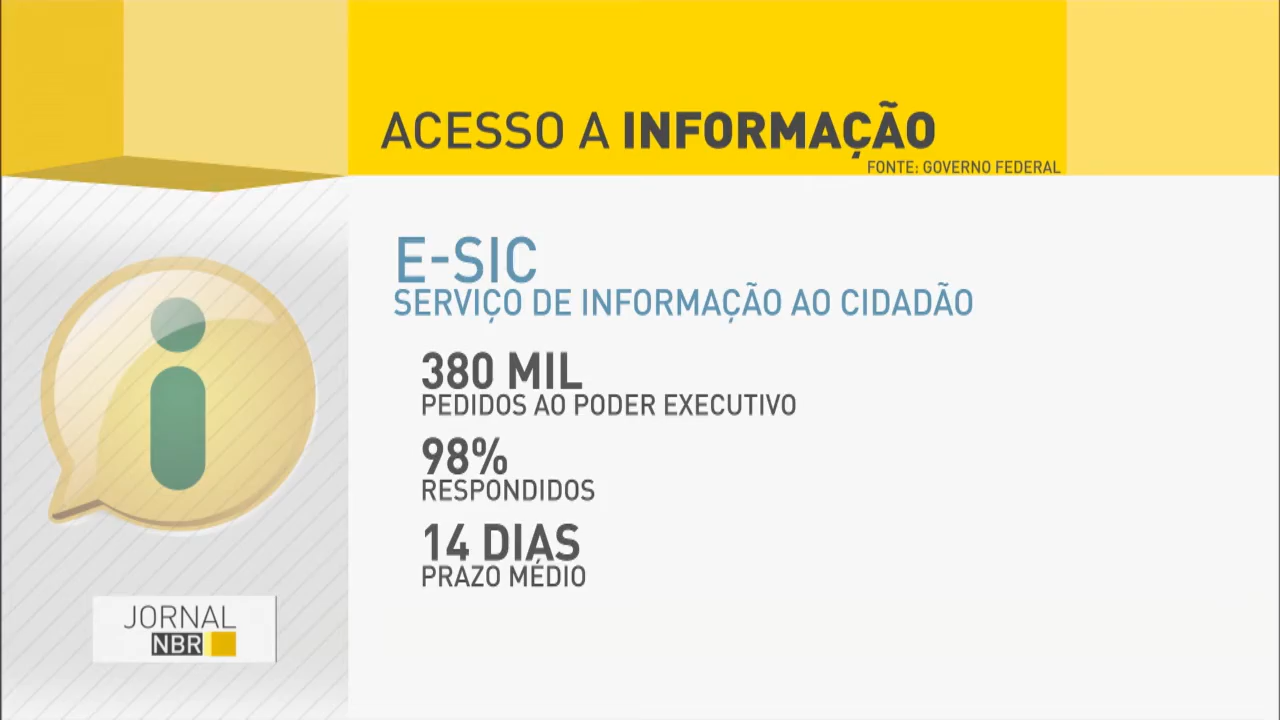 ACESSO A INFORMAÇÃO
FONTE: GOVERNO FEDERAL
E-SIC
SERVIÇO DE INFORMAÇÃO AO CIDADÃO
380 MIL
PEDIDOS AO PODER EXECUTIVO
98%
RESPONDIDOS
14 DIAS
PRAZO MÉDIO
JORNAL
NBR